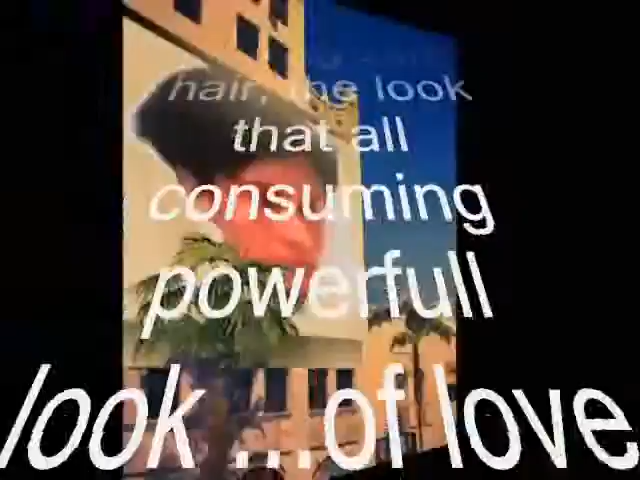 hair, the look
that all
consuming
powerfull
look ...of love